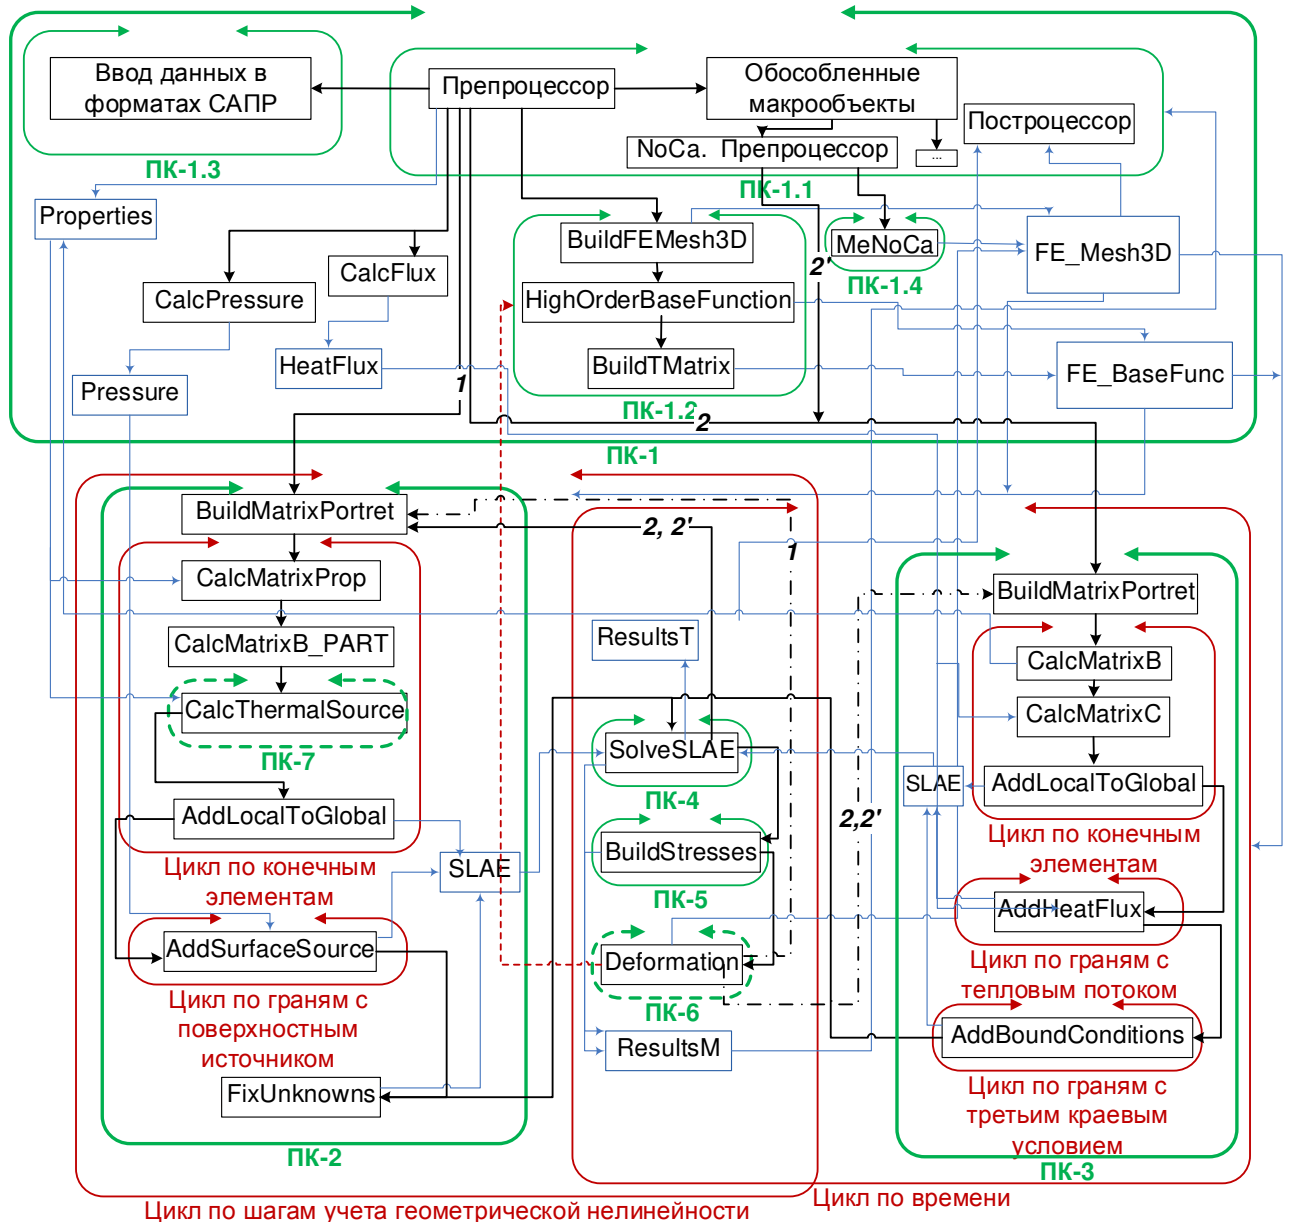 Ввод данных в
форматах САПР
Препроцессор
Обособленные
макрообъекты
Построцессор
NoCa. Препроцессор
...
ПК-1.3
ПК-1.1
Properties
BuildFEMesh3D
MeNoCa
FE_Mesh3D
CalcFlux
2'
ПК-1.4
CalcPressure
HighOrderBaseFunction
HeatFlux
BuildTMatrix
FE_BaseFunc
Pressure
1
ПК-1.2
2
ПК-1
BuildMatrixPortret
2, 2'
1
CalcMatrixProp
BuildMatrixPortret
CalcMatrixB_PART
ResultsT
CalcMatrixB
CalcThermalSource
CalcMatrixC
ПК-7
SolveSLAE
ПК-4
SLAE
AddLocalToGlobal
AddLocalToGlobal
2,2'
Цикл по конечным
элементам
Цикл по конечным
элементам
SLAE
BuildStresses
ПК-5
AddHeatFlux
AddSurfaceSource
Deformation
Цикл по граням с
тепловым потоком
Цикл по граням с
поверхностным
источником
ПК-6
ResultsM
AddBoundConditions
FixUnknowns
Цикл по граням с
третьим краевым
условием
ПК-2
ПК-3
Цикл по времени
Цикл по шагам учета геометрической нелинейности